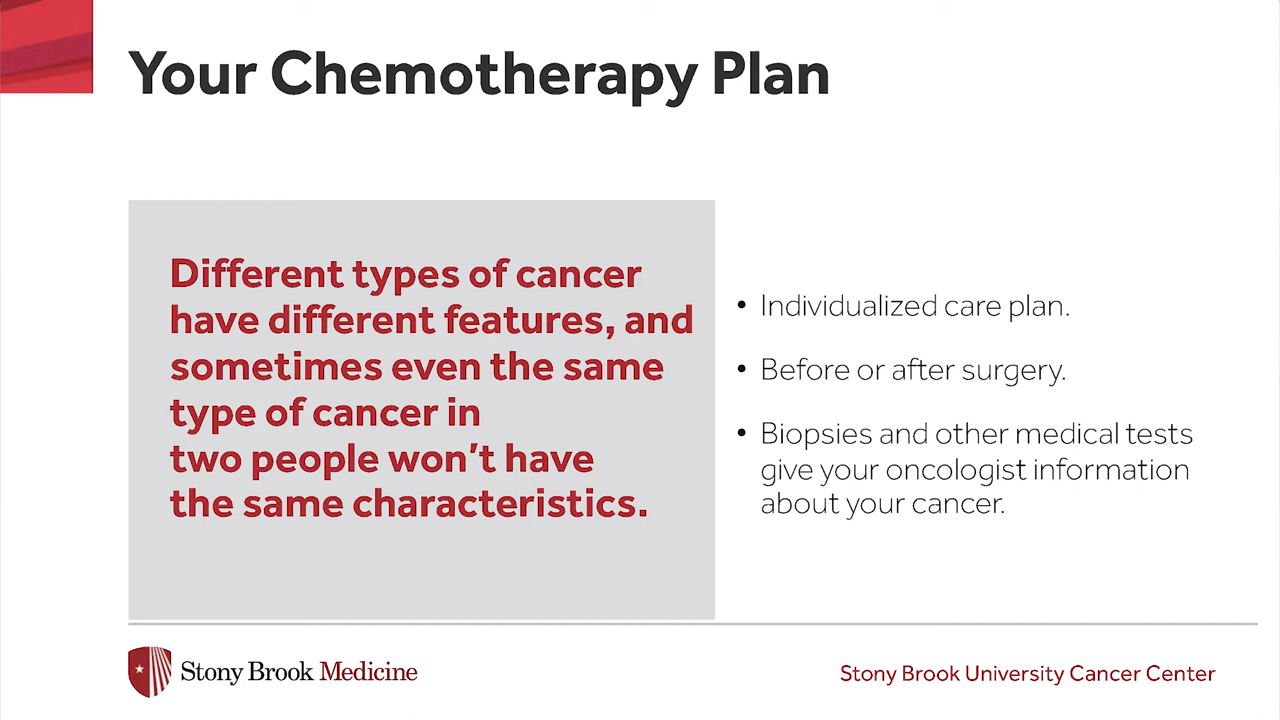 Your Chemotherapy Plan
Different types of cancer
have different features, and
sometimes even the same
type of cancer in
two people won't have
the same characteristics.
• Individualized care plan.
• Before or after surgery.
• Biopsies and other medical tests
give your oncologist information
about your cancer.
Stony Brook Medicine
Stony Brook University Cancer Center